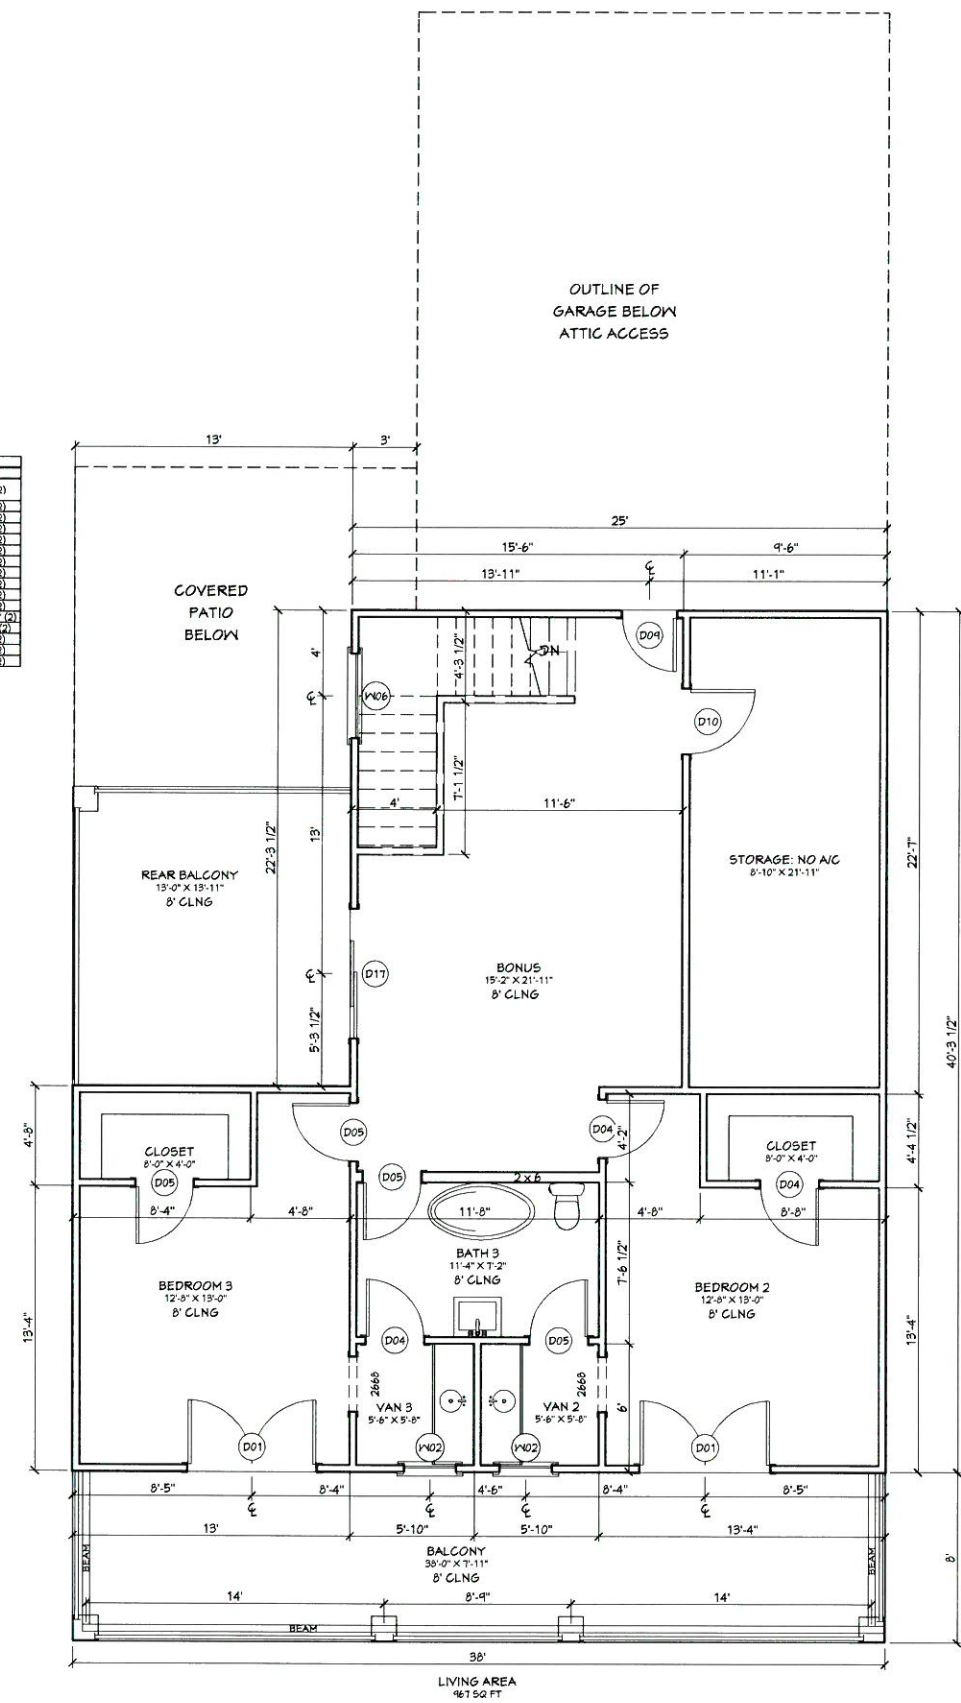 OUTLINE OF
GARAGE BELOW
ATTIC ACCESS
13'
3'
25'
15'-6"
9'-6"
13'-11"
℄
11'-1"
COVERED
PATIO
BELOW
D09
4'
4'-3 1/2"
DN
W06
℄
D10
7'-1 1/2"
4'
11'-6"
13'
22'-3 1/2"
22'-7"
REAR BALCONY
13'-0" X 13'-11"
8' CLNG
STORAGE: NO A/C
8'-10" X 21'-11"
℄
D17
BONUS
15'-2" X 21'-11"
8' CLNG
5'-3 1/2"
40'-3 1/2"
4'-8"
CLOSET
8'-0" X 4'-0"
D05
D05
D05
D04
4'-2"
CLOSET
8'-0" X 4'-0"
D04
4'-4 1/2"
2 x 6
8'-4"
4'-8"
11'-8"
4'-8"
8'-8"
BATH 3
11'-4" X 7'-2"
8' CLNG
7'-6 1/2"
BEDROOM 3
12'-8" X 13'-0"
8' CLNG
BEDROOM 2
12'-8" X 13'-0"
8' CLNG
13'-4"
13'-4"
D04
D05
2668
2668
VAN 3
5'-6" X 5'-8"
VAN 2
5'-6" X 5'-8"
6'
D01
W02
W02
D01
8'-5"
8'-4"
4'-6"
8'-4"
8'-5"
℄
℄
℄
℄
13'
5'-10"
5'-10"
13'-4"
BALCONY
38'-0" X 7'-11"
8' CLNG
BEAM
BEAM
8'
14'
8'-9"
14'
BEAM
38'
LIVING AREA
967 SQ FT